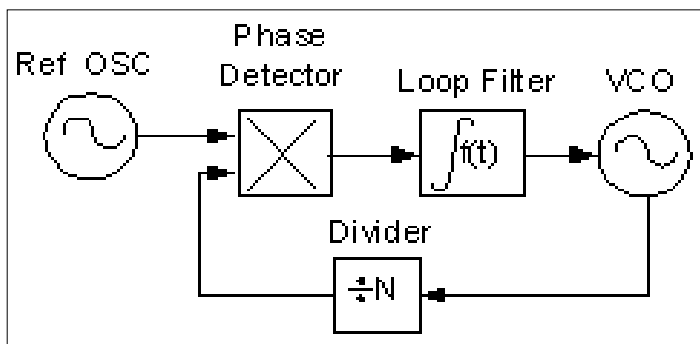 Phase
Detector
Ref OSC
Loop Filter
VCO
∫f(t)
Divider
÷N